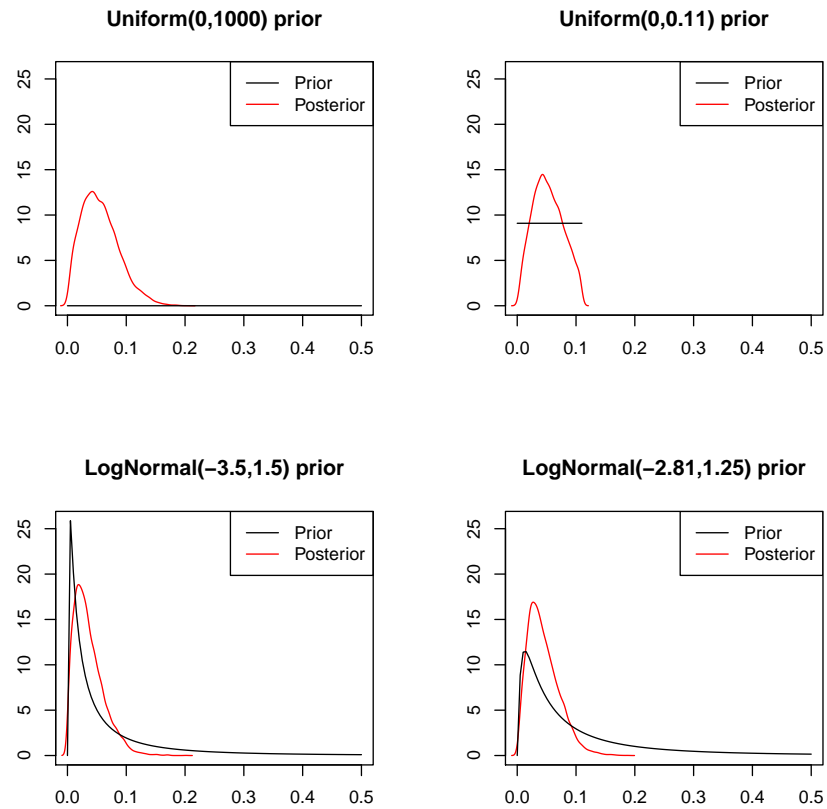 Uniform(0,1000) prior
Prior
Posterior
25
20
15
10
5
0
0.0 0.1 0.2 0.3 0.4 0.5
Uniform(0,0.11) prior
Prior
Posterior
25
20
15
10
5
0
0.0 0.1 0.2 0.3 0.4 0.5
LogNormal(−3.5,1.5) prior
Prior
Posterior
25
20
15
10
5
0
0.0 0.1 0.2 0.3 0.4 0.5
LogNormal(−2.81,1.25) prior
Prior
Posterior
25
20
15
10
5
0
0.0 0.1 0.2 0.3 0.4 0.5